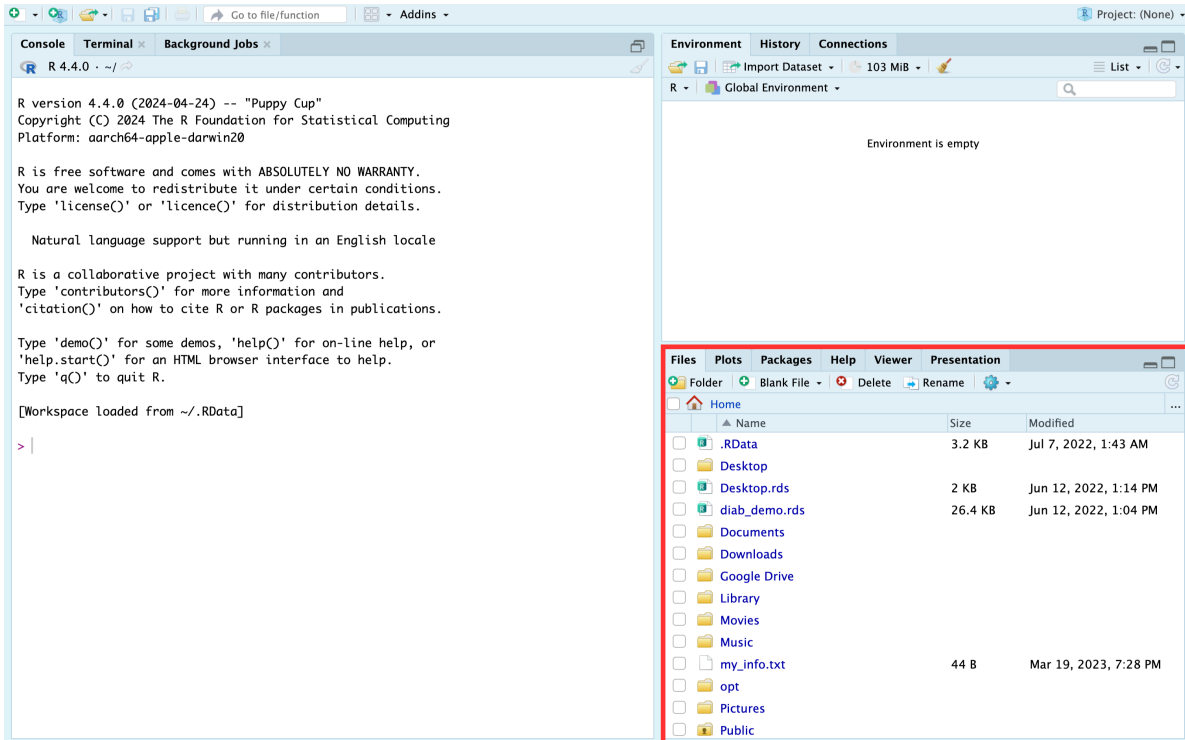 Go to file/function Addins Project: (None)
Console Terminal Background Jobs
R 4.4.0 · ~/
R version 4.4.0 (2024-04-24) -- "Puppy Cup"
Copyright (C) 2024 The R Foundation for Statistical Computing
Platform: aarch64-apple-darwin20
R is free software and comes with ABSOLUTELY NO WARRANTY.
You are welcome to redistribute it under certain conditions.
Type 'license()' or 'licence()' for distribution details.
Natural language support but running in an English locale
R is a collaborative project with many contributors.
Type 'contributors()' for more information and
'citation()' on how to cite R or R packages in publications.
Type 'demo()' for some demos, 'help()' for on-line help, or
'help.start()' for an HTML browser interface to help.
Type 'q()' to quit R.
[Workspace loaded from ~/.RData]
>
Environment History Connections
Import Dataset 103 MiB List
R Global Environment
Environment is empty
Files Plots Packages Help Viewer Presentation
Folder Blank File Delete Rename
Home ...
Name Size Modified
.RData 3.2 KB Jul 7, 2022, 1:43 AM
Desktop
Desktop.rds 2 KB Jun 12, 2022, 1:14 PM
diab_demo.rds 26.4 KB Jun 12, 2022, 1:04 PM
Documents
Downloads
Google Drive
Library
Movies
Music
my_info.txt 44 B Mar 19, 2023, 7:28 PM
opt
Pictures
Public